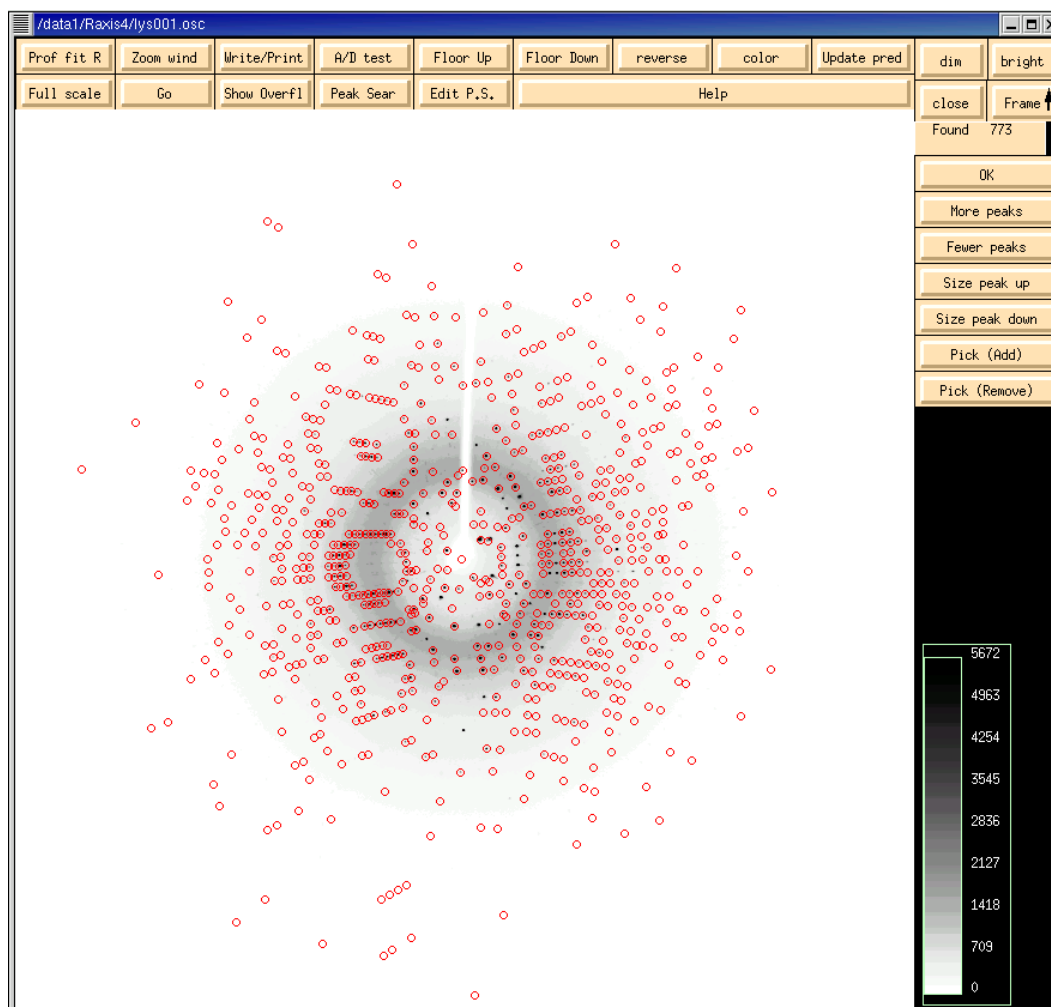 /data1/Raxis4/lys001.osc
Prof fit R Zoom wind Write/Print A/D test Floor Up Floor Down reverse color Update pred dim bright
Full scale Go Show Overfl Peak Sear Edit P.S. Help close Frame
Found 773
OK
More peaks
Fewer peaks
Size peak up
Size peak down
Pick (Add)
Pick (Remove)
5672
4963
4254
3545
2836
2127
1418
709
0